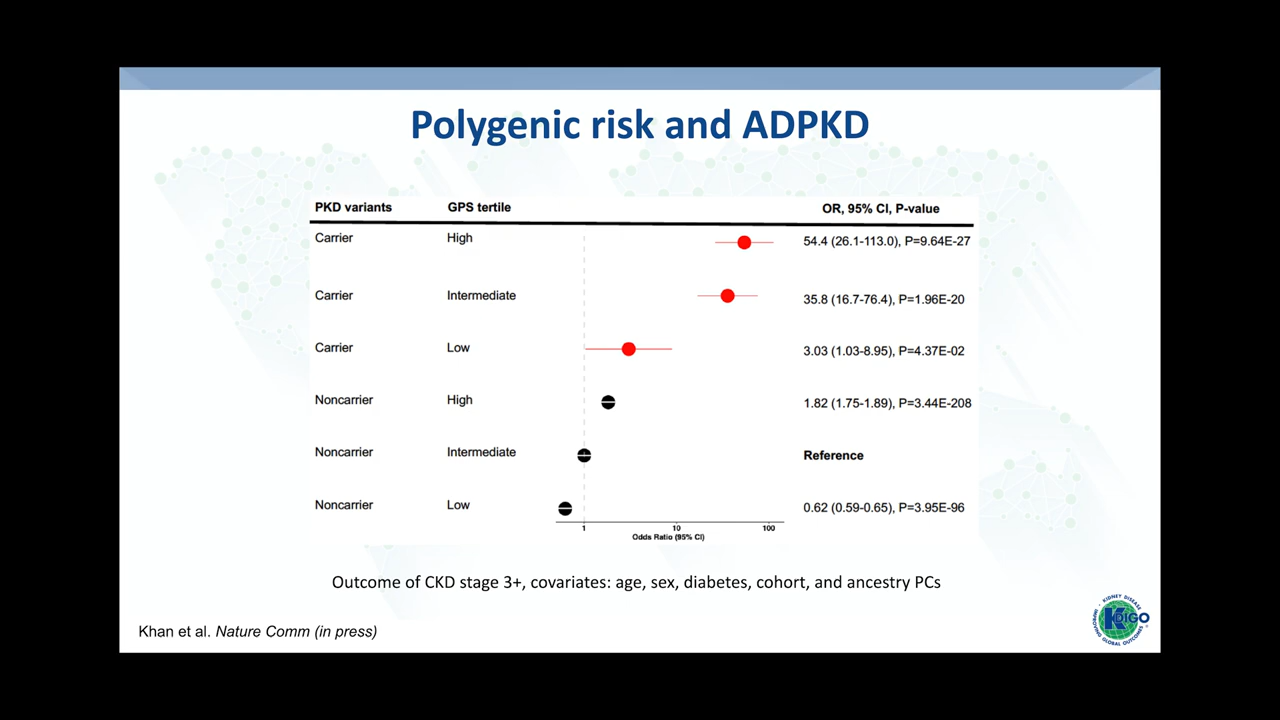 Polygenic risk and ADPKD
PKD variants GPS tertile OR, 95% CI, P-value
Carrier High 54.4 (26.1-113.0), P=9.64E-27
Carrier Intermediate 35.8 (16.7-76.4), P=1.96E-20
Carrier Low 3.03 (1.03-8.95), P=4.37E-02
Noncarrier High 1.82 (1.75-1.89), P=3.44E-208
Noncarrier Intermediate Reference
Noncarrier Low 0.62 (0.59-0.65), P=3.95E-96
1 10 100
Odds Ratio (95% CI)
Outcome of CKD stage 3+, covariates: age, sex, diabetes, cohort, and ancestry PCs
Khan et al. Nature Comm (in press)
KIDNEY DISEASE
KDIGO
IMPROVING GLOBAL OUTCOMES